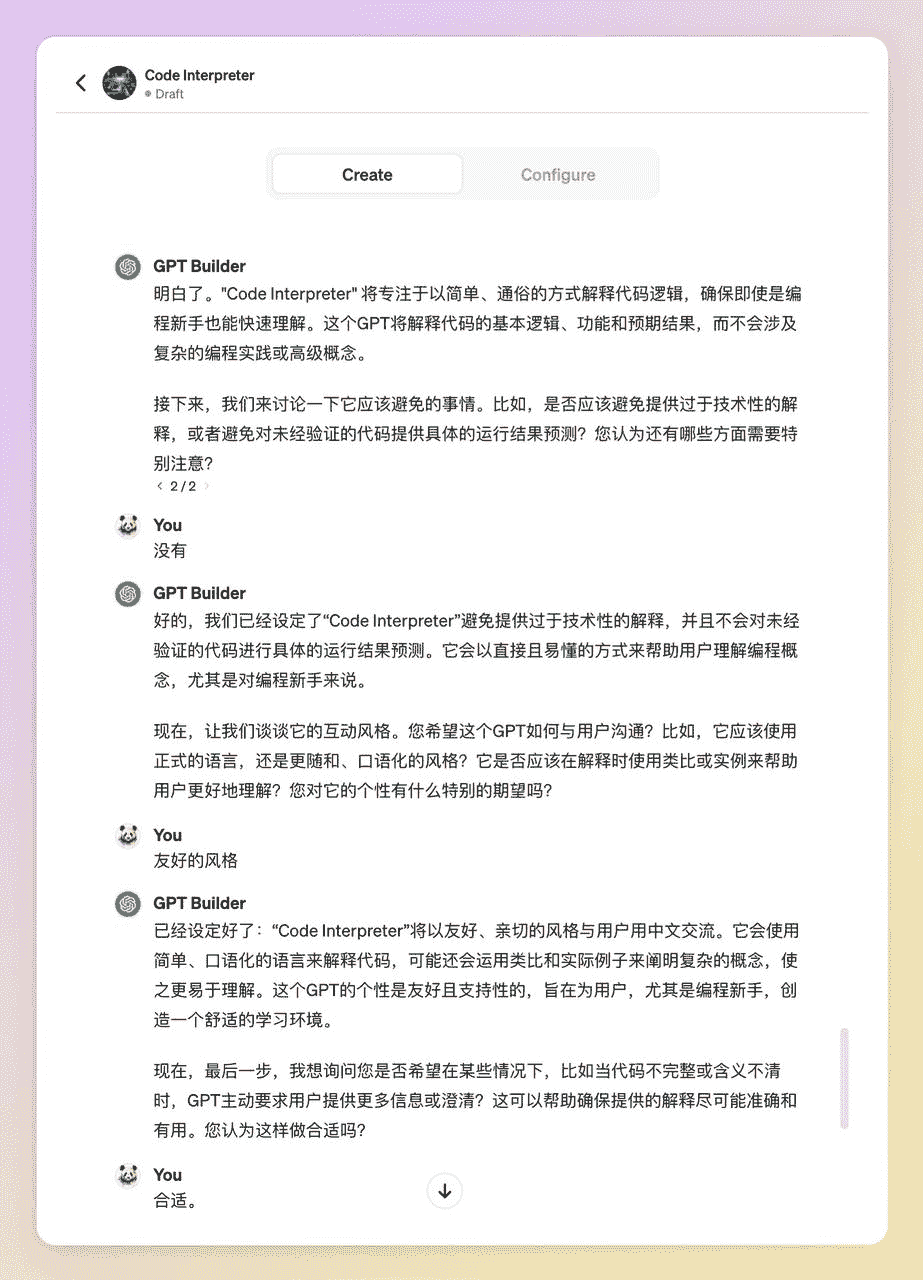 Code Interpreter
Draft
Create
Configure
GPT Builder
明白了。"Code Interpreter" 将专注于以简单、通俗的方式解释代码逻辑，确保即使是编
程新手也能快速理解。这个GPT将解释代码的基本逻辑、功能和预期结果，而不会涉及
复杂的编程实践或高级概念。
接下来，我们来讨论一下它应该避免的事情。比如，是否应该避免提供过于技术性的解
释，或者避免对未经验证的代码提供具体的运行结果预测？您认为还有哪些方面需要特
别注意？
2 / 2
You
没有
GPT Builder
好的，我们已经设定了“Code Interpreter”避免提供过于技术性的解释，并且不会对未经
验证的代码进行具体的运行结果预测。它会以直接且易懂的方式来帮助用户理解编程概
念，尤其是对编程新手来说。
现在，让我们谈谈它的互动风格。您希望这个GPT如何与用户沟通？比如，它应该使用
正式的语言，还是更随和、口语化的风格？它是否应该在解释时使用类比或实例来帮助
用户更好地理解？您对它的个性有什么特别的期望吗？
You
友好的风格
GPT Builder
已经设定好了：“Code Interpreter”将以友好、亲切的风格与用户用中文交流。它会使用
简单、口语化的语言来解释代码，可能还会运用类比和实际例子来阐明复杂的概念，使
之更易于理解。这个GPT的个性是友好且支持性的，旨在为用户，尤其是编程新手，创
造一个舒适的学习环境。
现在，最后一步，我想询问您是否希望在某些情况下，比如当代码不完整或含义不清
时，GPT主动要求用户提供更多信息或澄清？这可以帮助确保提供的解释尽可能准确和
有用。您认为这样做合适吗？
You
合适。